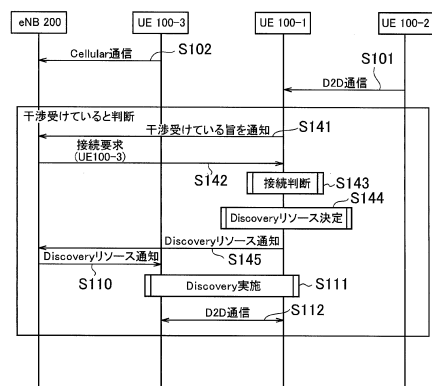 eNB 200
UE 100-3
UE 100-1
UE 100-2
Cellular通信
S102
S101
D2D通信
干渉受けていると判断
干渉受けている旨を通知
S141
接続要求
(UE100-3)
S142
接続判断
S143
S144
Discoveryリソース決定
Discoveryリソース通知
S145
Discoveryリソース通知
S110
Discovery実施
S111
D2D通信
S112